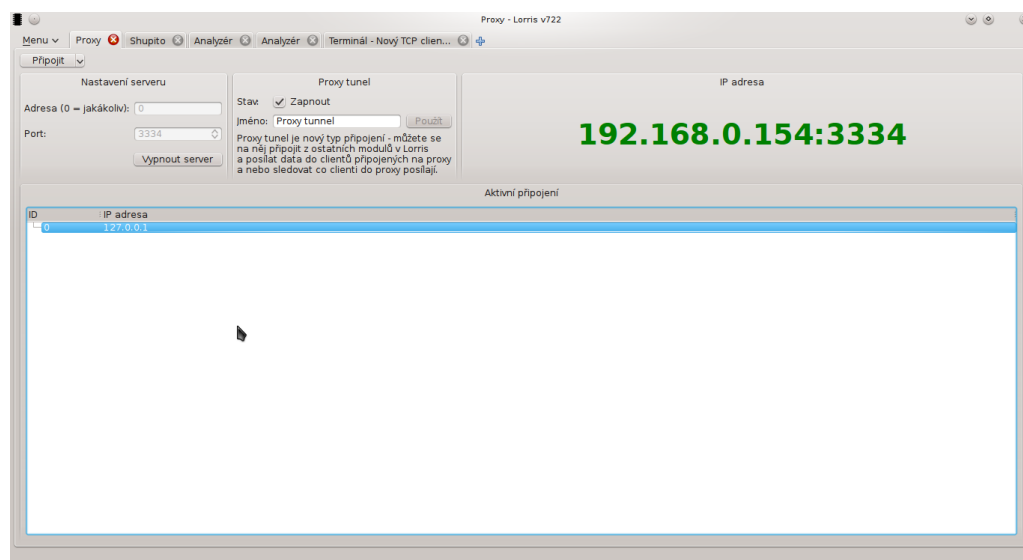 Proxy - Lorris v722
Menu Proxy Shupito Analyzér Analyzér Terminál - Nový TCP clien...
Připojit
Nastavení serveru
Adresa (0 = jakákoliv): 0
Port: 3334
Vypnout server
Proxy tunel
Stav: Zapnout
Jméno: Proxy tunnel Použít
Proxy tunel je nový typ připojení - můžete se
na něj připojit z ostatních modulů v Lorris
a posílat data do clientů připojených na proxy
a nebo sledovat co clienti do proxy posílají.
IP adresa
192.168.0.154:3334
Aktivní připojení
ID IP adresa
0 127.0.0.1